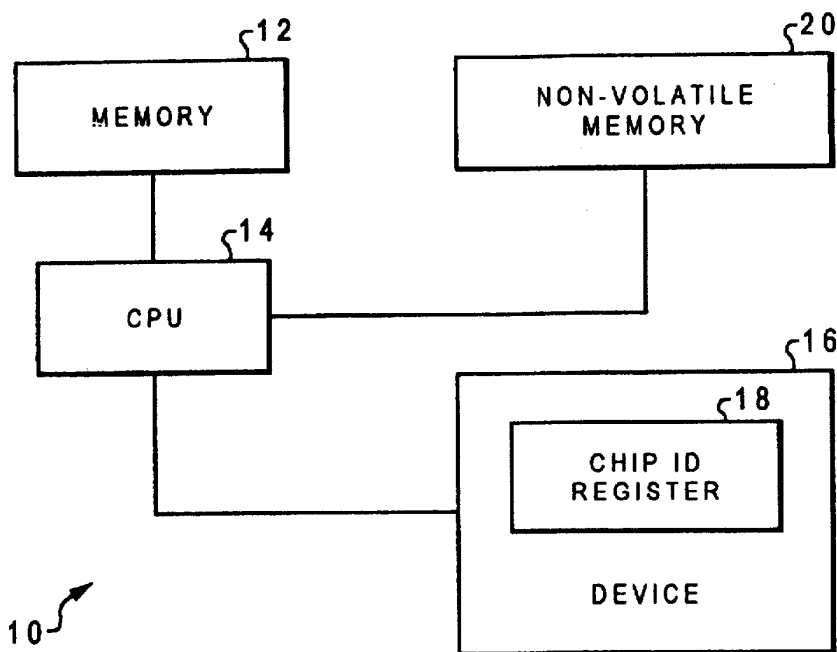 12
MEMORY
20
NON-VOLATILE
MEMORY
14
CPU
16
18
CHIP ID
REGISTER
DEVICE
10